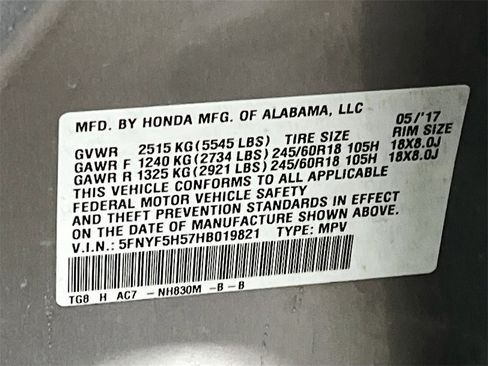 MFD. BY HONDA MFG. OF ALABAMA, LLC 05/'17
GVWR 2515 KG (5545 LBS) TIRE SIZE RIM SIZE
GAWR F 1240 KG (2734 LBS) 245/60R18 105H 18X8.0J
GAWR R 1325 KG (2921 LBS) 245/60R18 105H 18X8.0J
THIS VEHICLE CONFORMS TO ALL APPLICABLE
FEDERAL MOTOR VEHICLE SAFETY
AND THEFT PREVENTION STANDARDS IN EFFECT
ON THE DATE OF MANUFACTURE SHOWN ABOVE.
V.I.N.: 5FNYF5H57HB019821 TYPE: MPV
TG8 H AC7 - NH830M -B - B